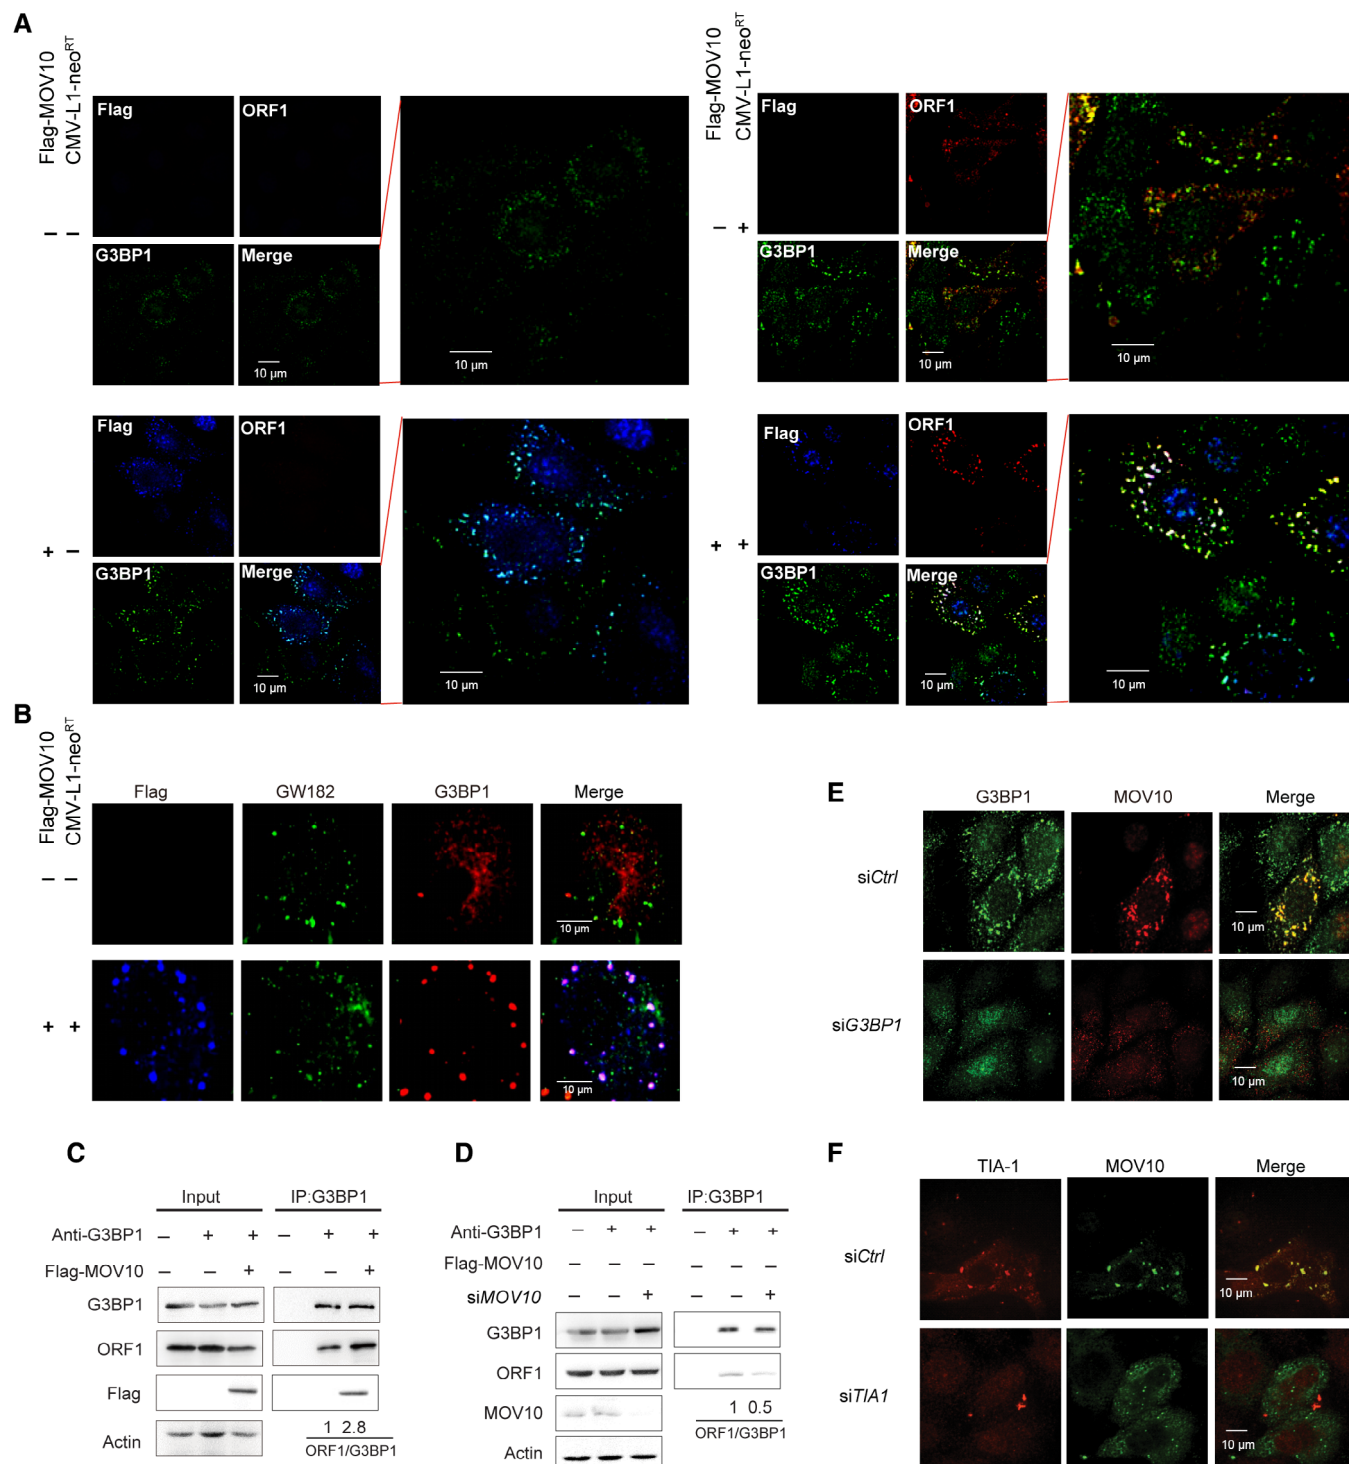 A
Flag-MOV10
CMV-L1-neoRT
Flag
ORF1
– –
G3BP1
Merge
10 µm
10 µm
Flag-MOV10
CMV-L1-neoRT
Flag
ORF1
– +
G3BP1
Merge
10 µm
10 µm
Flag
ORF1
+ –
G3BP1
Merge
10 µm
10 µm
Flag
ORF1
+ +
G3BP1
Merge
10 µm
10 µm
B
Flag-MOV10
CMV-L1-neoRT
Flag GW182 G3BP1 Merge
– –
10 µm
+ +
10 µm
C
Input IP:G3BP1
Anti-G3BP1 – + + – + +
Flag-MOV10 – – + – – +
G3BP1
ORF1
Flag
Actin
1 2.8
ORF1/G3BP1
D
Input IP:G3BP1
Anti-G3BP1 – + + – + +
Flag-MOV10 – – – – – –
siMOV10 – – + – – +
G3BP1
ORF1
MOV10
1 0.5
ORF1/G3BP1
Actin
E
G3BP1 MOV10 Merge
siCtrl
10 µm
siG3BP1
10 µm
F
TIA-1 MOV10 Merge
siCtrl
10 µm
siTIA1
10 µm